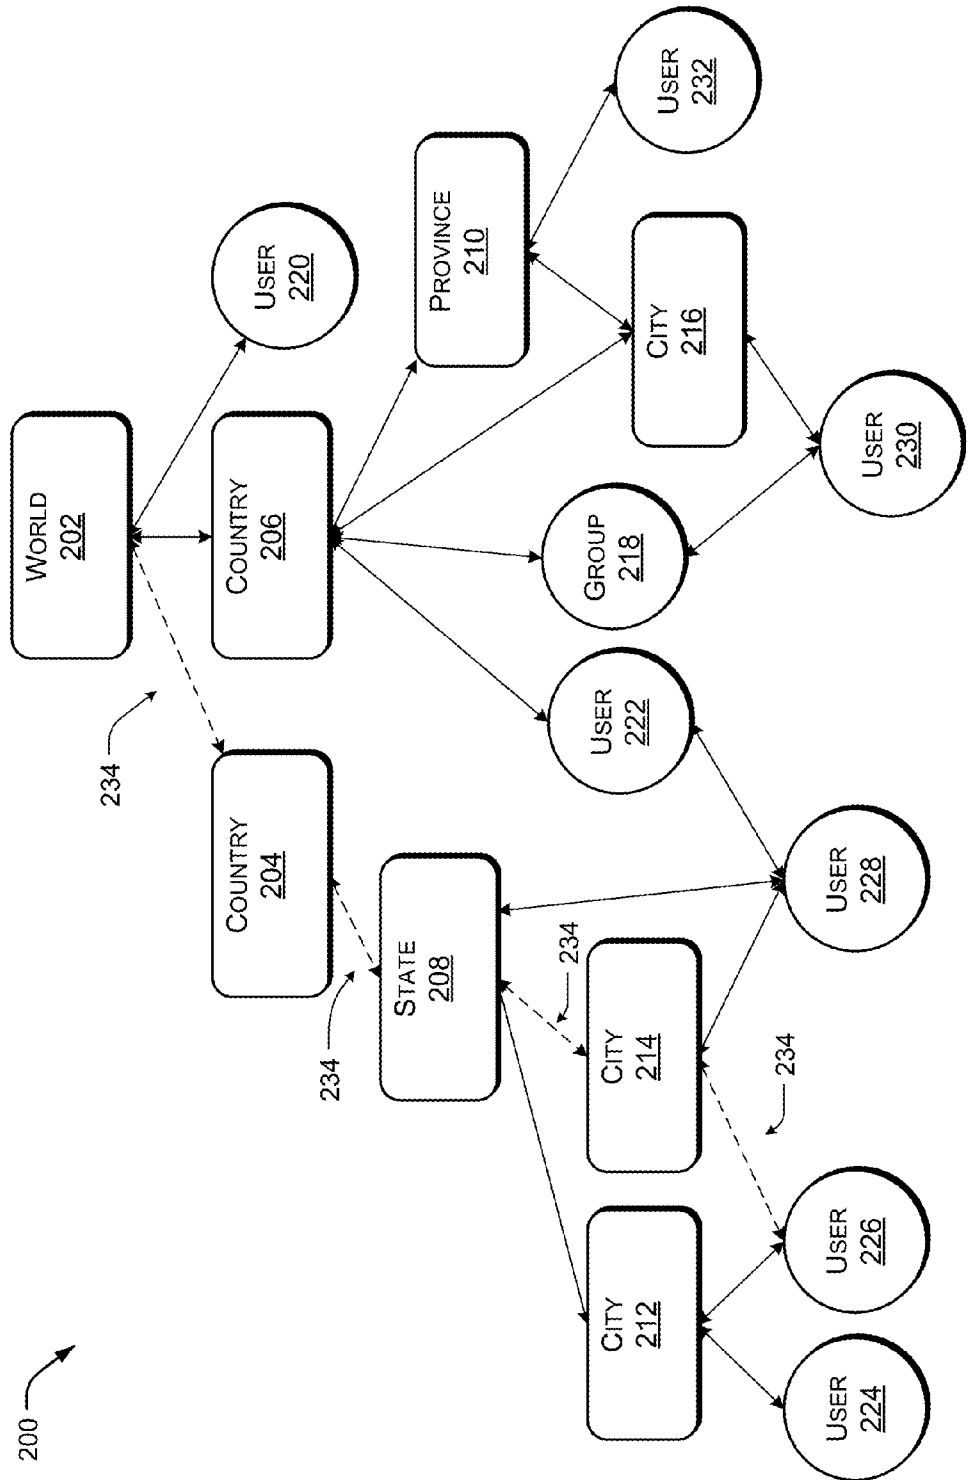 200
WORLD
202
USER
220
234
COUNTRY
204
COUNTRY
206
234
STATE
208
PROVINCE
210
234
CITY
212
CITY
214
USER
222
GROUP
218
CITY
216
USER
232
234
USER
224
USER
226
USER
228
USER
230